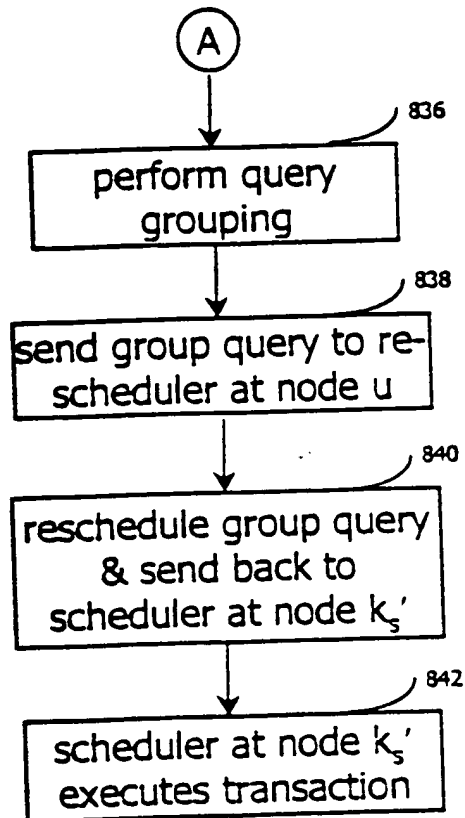 A
836
perform query
grouping
838
send group query to re-
scheduler at node u
840
reschedule group query
& send back to
scheduler at node kₛ'
842
scheduler at node kₛ'
executes transaction